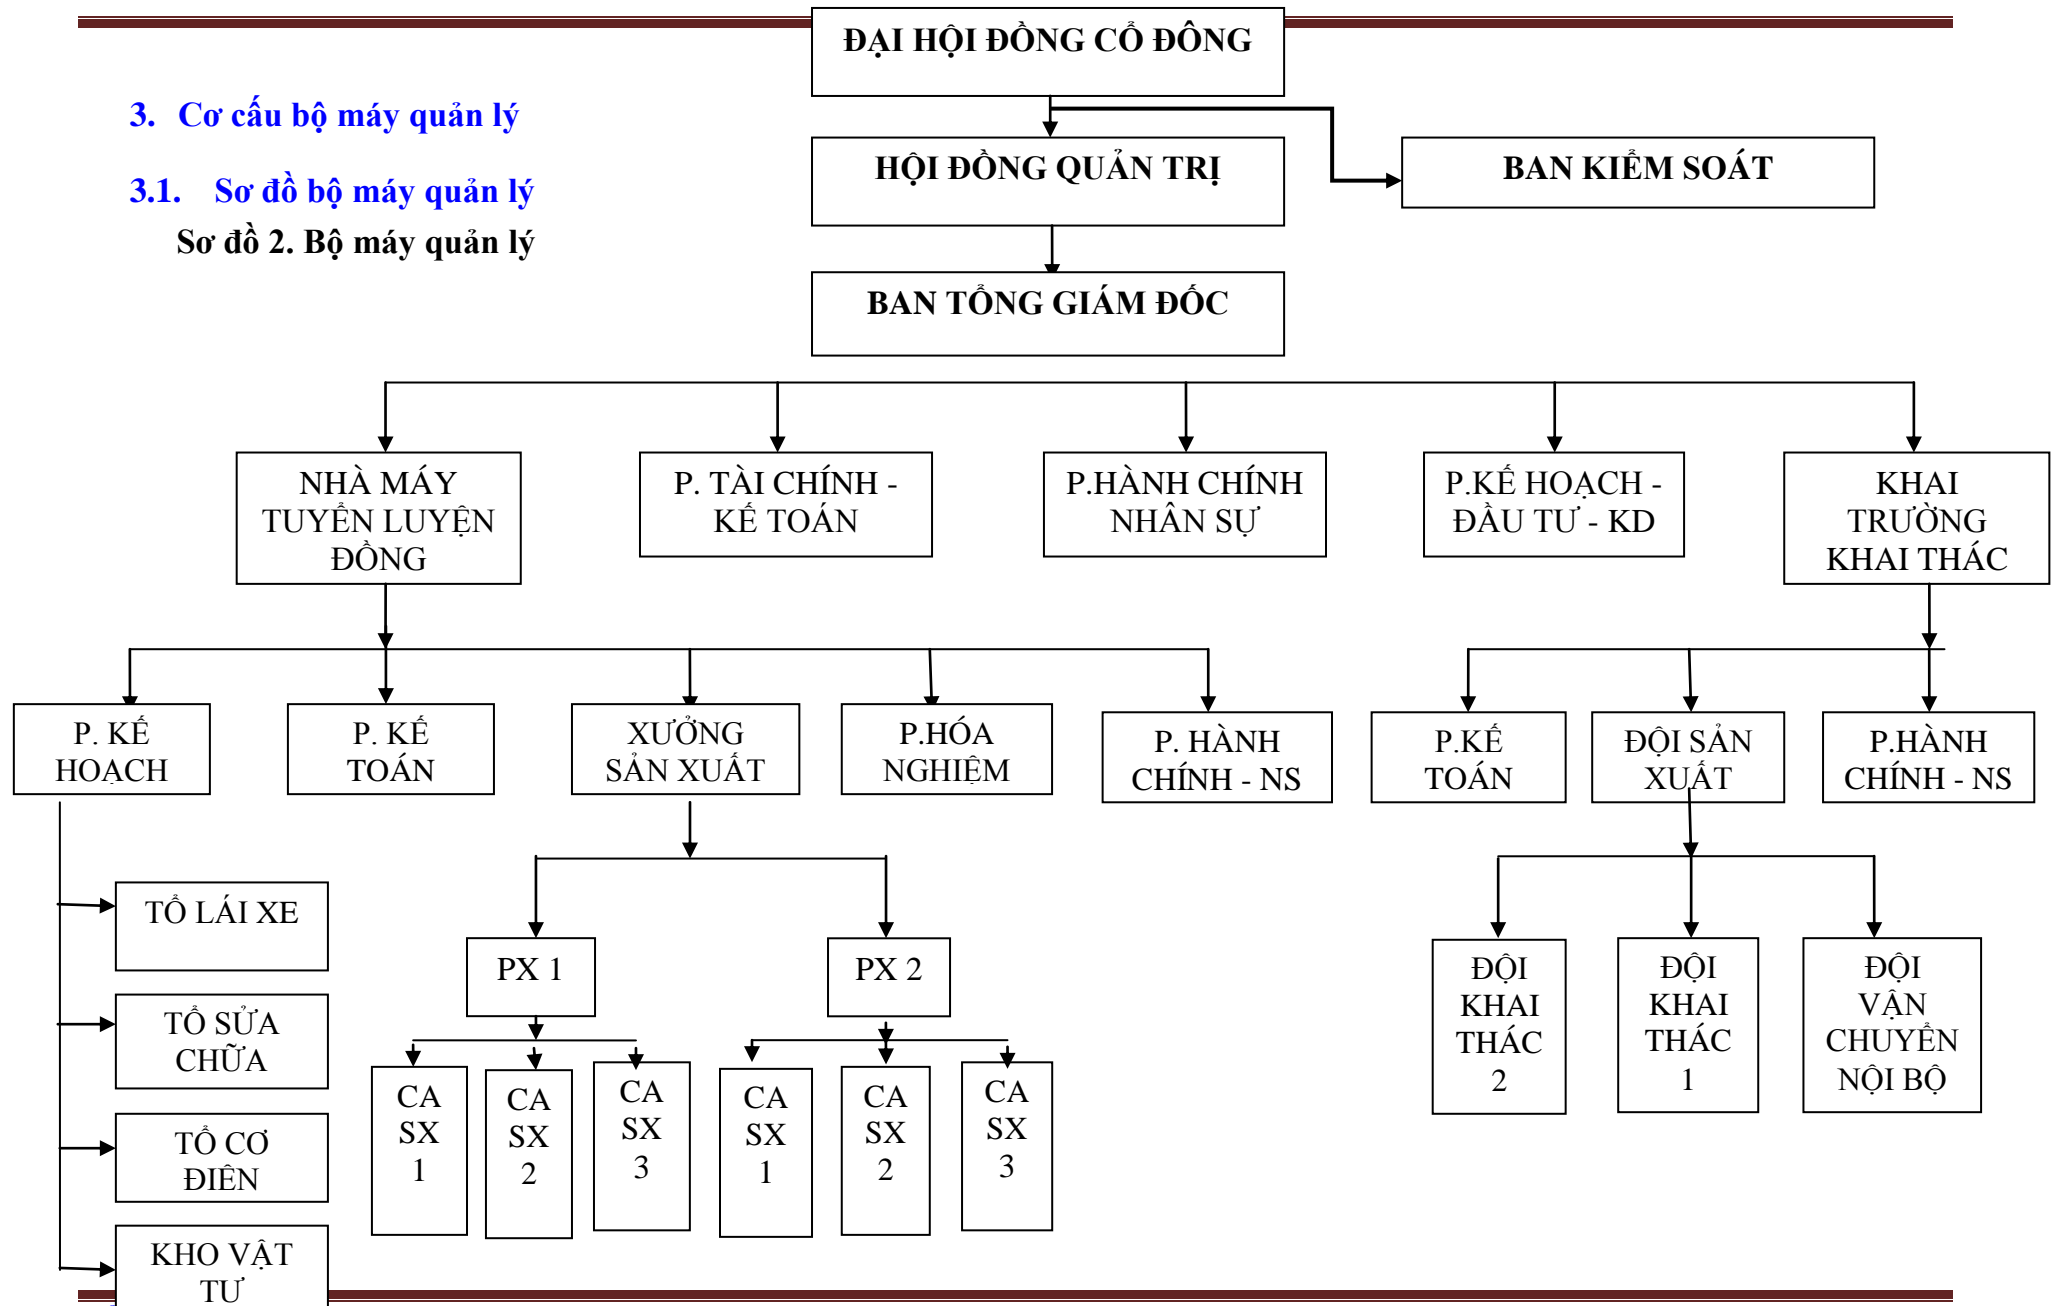 ĐẠI HỘI ĐỒNG CỔ ĐÔNG
3. Cơ cấu bộ máy quản lý
HỘI ĐỒNG QUẢN TRỊ
BAN KIỂM SOÁT
3.1. Sơ đồ bộ máy quản lý
Sơ đồ 2. Bộ máy quản lý
BAN TỔNG GIÁM ĐỐC
NHÀ MÁY
TUYỂN LUYỆN
ĐỒNG
P. TÀI CHÍNH -
KẾ TOÁN
P.HÀNH CHÍNH
NHÂN SỰ
P.KẾ HOẠCH -
ĐẦU TƯ - KD
KHAI
TRƯỜNG
KHAI THÁC
P. KẾ
HOẠCH
P. KẾ
TOÁN
XƯỞNG
SẢN XUẤT
P.HÓA
NGHIỆM
P. HÀNH
CHÍNH - NS
P.KẾ
TOÁN
ĐỘI SẢN
XUẤT
P.HÀNH
CHÍNH - NS
TỔ LÁI XE
TỔ SỬA
CHỮA
TỔ CƠ
ĐIÊN
KHO VẬT
TƯ
PX 1
PX 2
CA
SX
1
CA
SX
2
CA
SX
3
CA
SX
1
CA
SX
2
CA
SX
3
ĐỘI
KHAI
THÁC
2
ĐỘI
KHAI
THÁC
1
ĐỘI
VẬN
CHUYỂN
NỘI BỘ